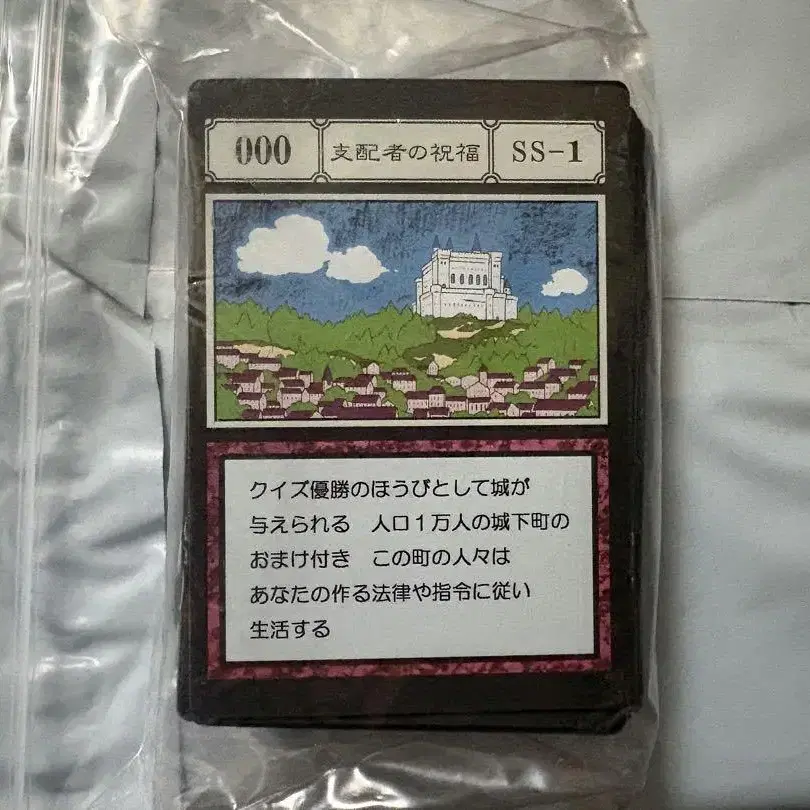 000
支配者の祝福
SS-1
クイズ優勝のほうびとして城が
与えられる　人口1万人の城下町の
おまけ付き　この町の人々は
あなたの作る法律や指令に従い
生活する